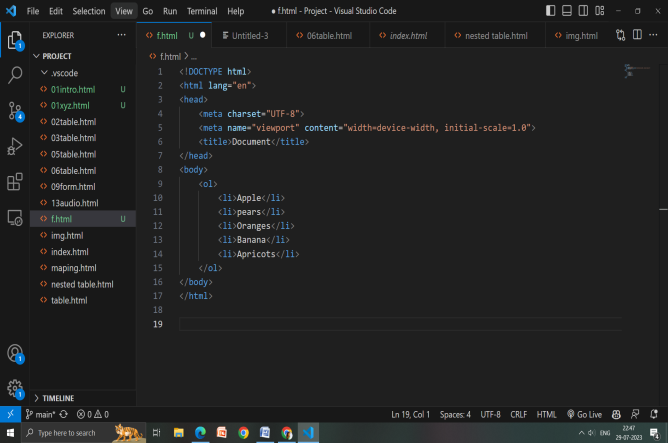 File Edit Selection View Go Run Terminal Help
● f.html - Project - Visual Studio Code
EXPLORER ...
PROJECT
.vscode
01intro.html U
01xyz.html U
02table.html
03table.html
05table.html
06table.html
09form.html
13audio.html
f.html U
img.html
index.html
maping.html
nested table.html
table.html
TIMELINE
f.html U ● Untitled-3 06table.html index.html nested table.html img.html ...
f.html > ...
1 <!DOCTYPE html>
2 <html lang="en">
3 <head>
4 <meta charset="UTF-8">
5 <meta name="viewport" content="width=device-width, initial-scale=1.0">
6 <title>Document</title>
7 </head>
8 <body>
9 <ol>
10 <li>Apple</li>
11 <li>pears</li>
12 <li>Oranges</li>
13 <li>Banana</li>
14 <li>Apricots</li>
15 </ol>
16 </body>
17 </html>
18
19
1
4
1
1
main* 0 0 Ln 19, Col 1 Spaces: 4 UTF-8 CRLF HTML Go Live
Type here to search ENG 22:47
29-07-2023